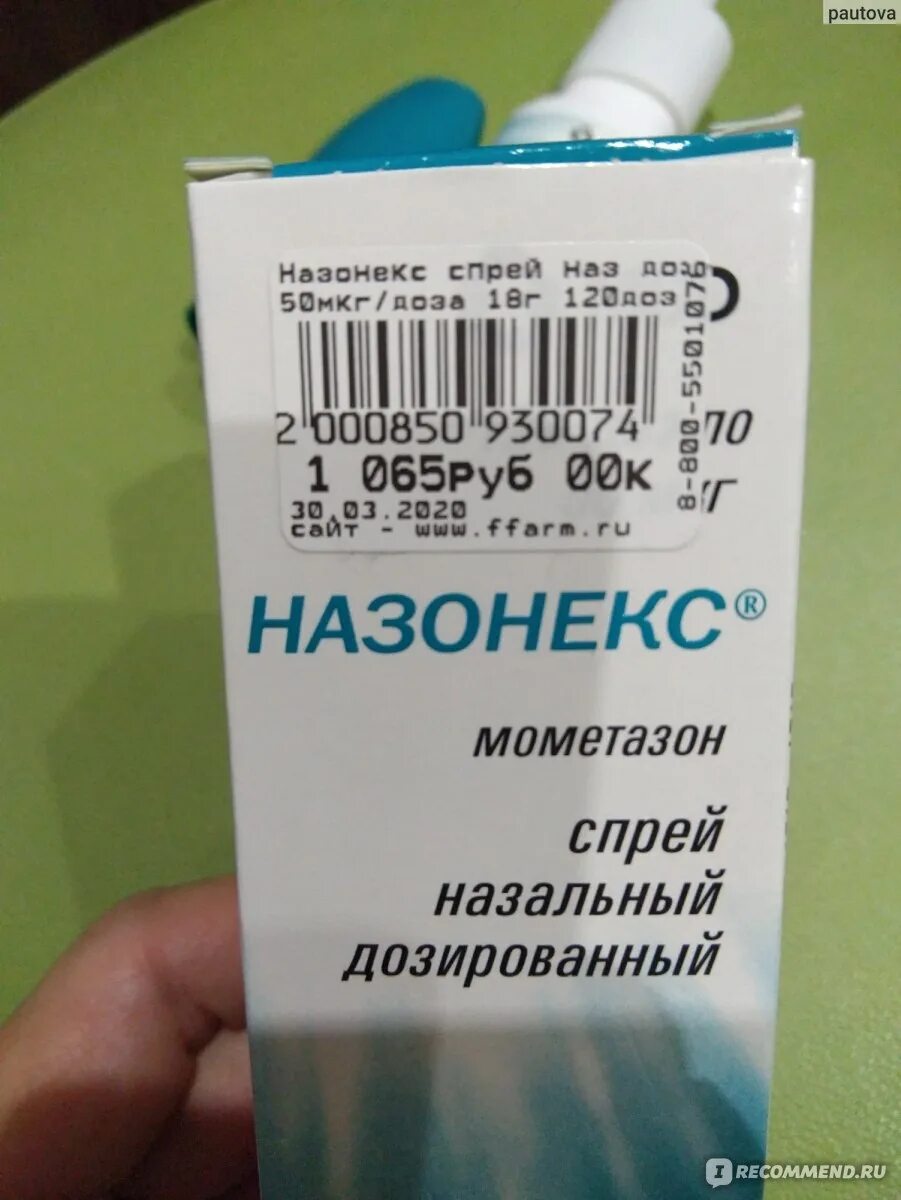 pautova
Назонекс спрей наз доз
50мкг/доза 18г 120доз
2 000850 930074
1 065руб 00к
30.03.2020
сайт - www.ffarm.ru
8-800-5501076
НАЗОНЕКС®
мометазон
спрей
назальный
дозированный
IRECOMMEND.RU